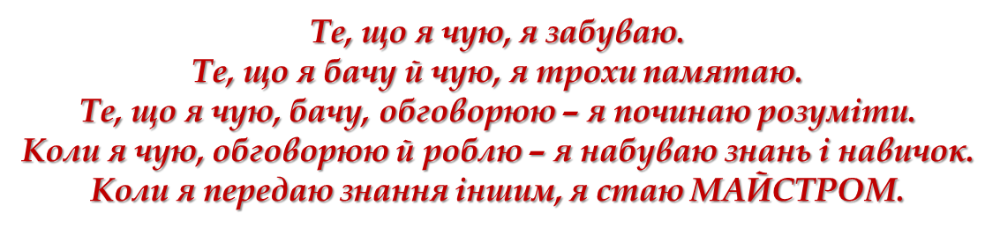 Те, що я чую, я забуваю.
Те, що я бачу й чую, я трохи памятаю.
Те, що я чую, бачу, обговорюю – я починаю розуміти.
Коли я чую, обговорюю й роблю – я набуваю знань і навичок.
Коли я передаю знання іншим, я стаю МАЙСТРОМ.